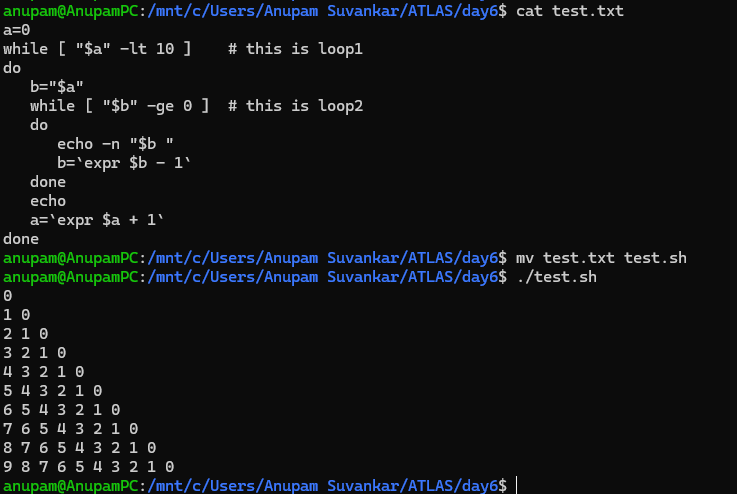 anupam@AnupamPC:/mnt/c/Users/Anupam Suvankar/ATLAS/day6$ cat test.txt
a=0
while [ "$a" -lt 10 ]    # this is loop1
do
   b="$a"
   while [ "$b" -ge 0 ]  # this is loop2
   do
      echo -n "$b "
      b=`expr $b - 1`
   done
   echo
   a=`expr $a + 1`
done
anupam@AnupamPC:/mnt/c/Users/Anupam Suvankar/ATLAS/day6$ mv test.txt test.sh
anupam@AnupamPC:/mnt/c/Users/Anupam Suvankar/ATLAS/day6$ ./test.sh
0
1 0
2 1 0
3 2 1 0
4 3 2 1 0
5 4 3 2 1 0
6 5 4 3 2 1 0
7 6 5 4 3 2 1 0
8 7 6 5 4 3 2 1 0
9 8 7 6 5 4 3 2 1 0
anupam@AnupamPC:/mnt/c/Users/Anupam Suvankar/ATLAS/day6$